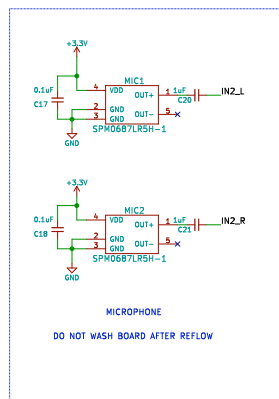 +3.3V
MIC1
0.1uF
C17
4 VDD
OUT+ 1
1uF
C20
IN2_L
2 GND
3 GND
OUT- 5
SPM0687LR5H-1
GND
+3.3V
MIC2
0.1uF
C18
4 VDD
OUT+ 1
1uF
C21
IN2_R
2 GND
3 GND
OUT- 5
SPM0687LR5H-1
GND
MICROPHONE
DO NOT WASH BOARD AFTER REFLOW